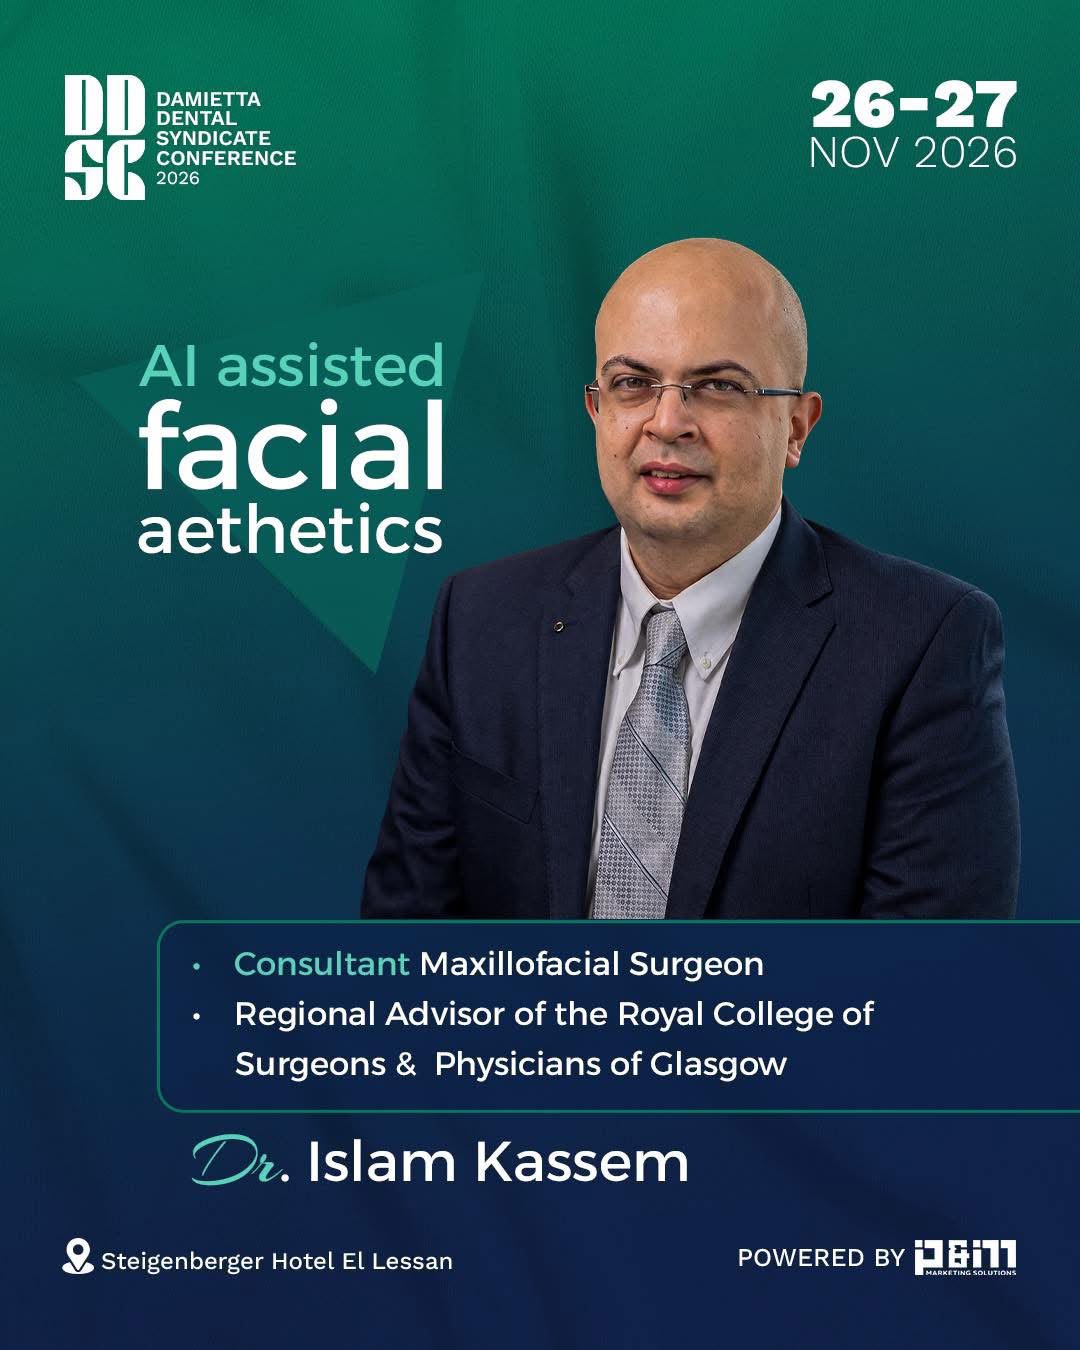 DDSC
DAMIETTA
DENTAL
SYNDICATE
CONFERENCE
2026
26-27
NOV 2026
AI assisted
facial
aethetics
• Consultant Maxillofacial Surgeon
• Regional Advisor of the Royal College of
Surgeons & Physicians of Glasgow
Dr. Islam Kassem
Steigenberger Hotel El Lessan
POWERED BY P&M
MARKETING SOLUTIONS